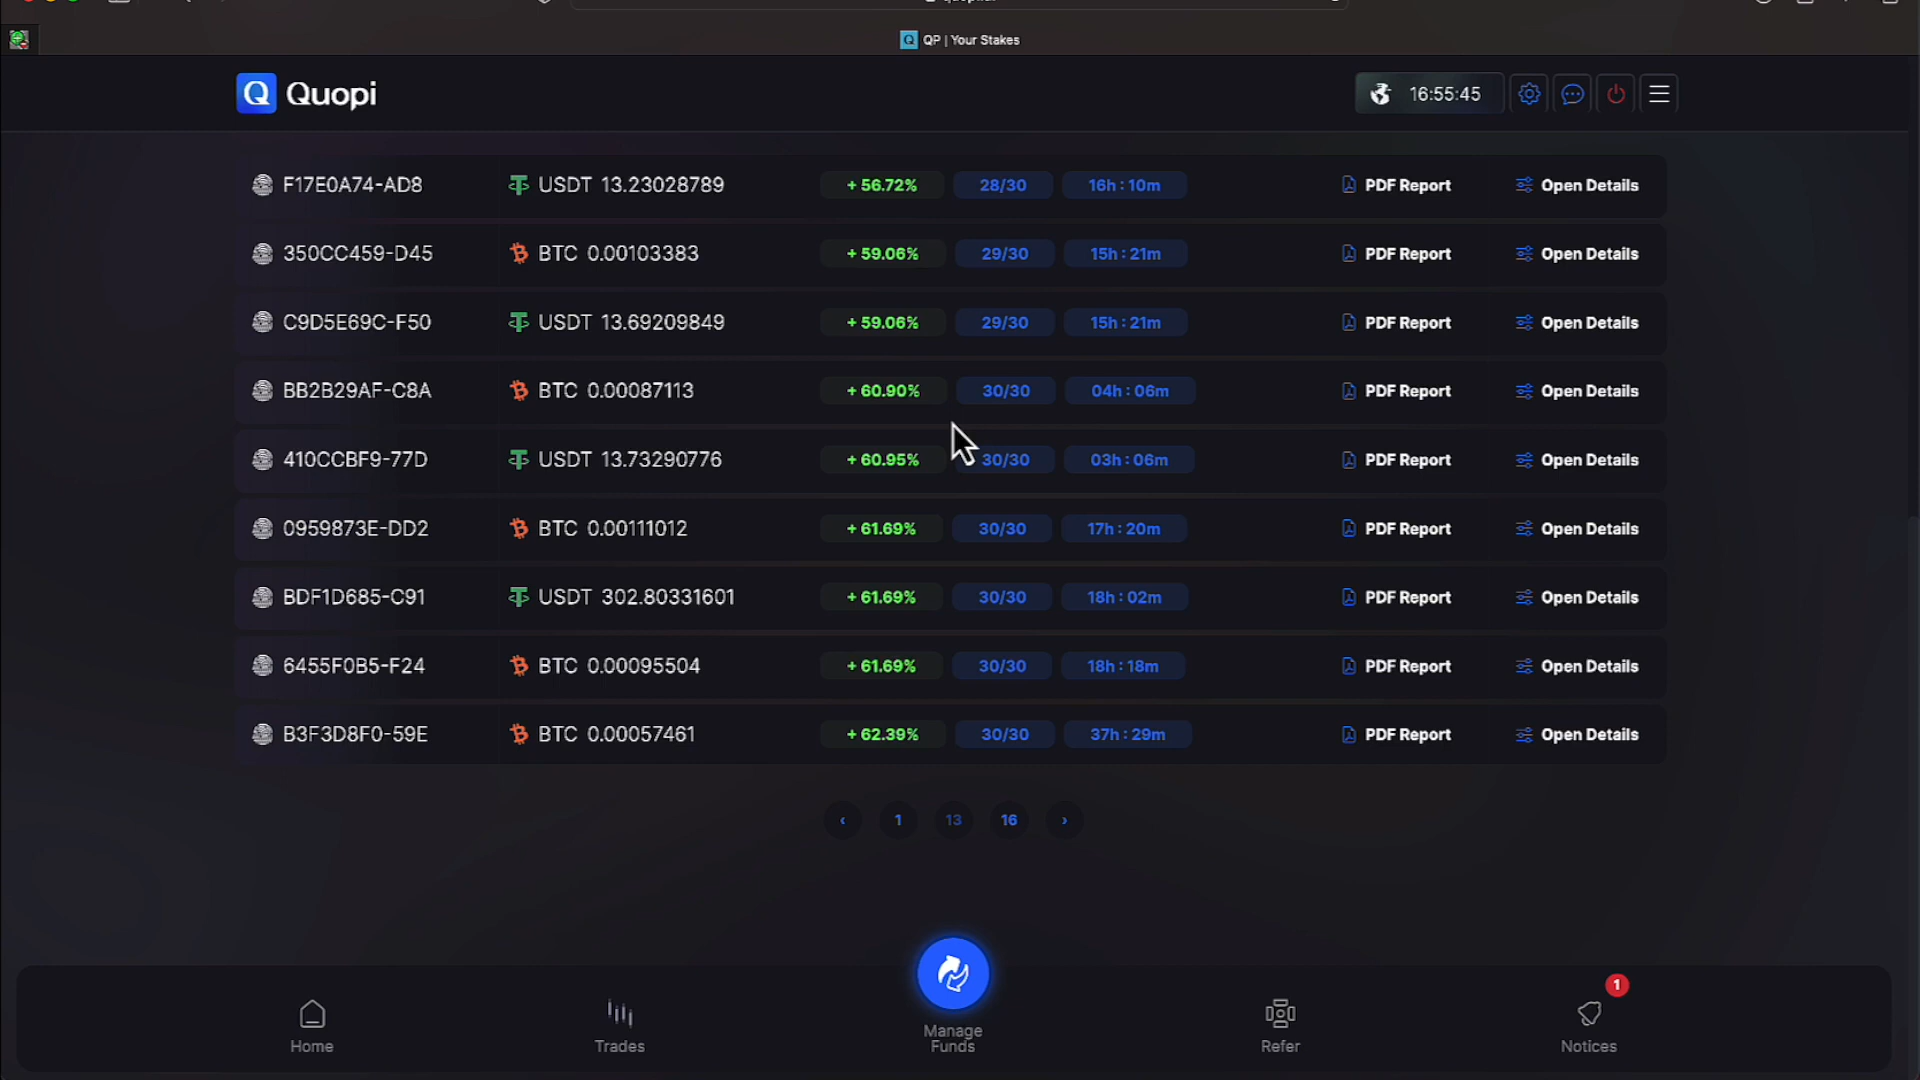 QP | Your Stakes
Quopi
16:55:45
F17E0A74-AD8 USDT 13.23028789 + 56.72% 28/30 16h : 10m PDF Report Open Details
350CC459-D45 BTC 0.00103383 + 59.06% 29/30 15h : 21m PDF Report Open Details
C9D5E69C-F50 USDT 13.69209849 + 59.06% 29/30 15h : 21m PDF Report Open Details
BB2B29AF-C8A BTC 0.00087113 + 60.90% 30/30 04h : 06m PDF Report Open Details
410CCBF9-77D USDT 13.73290776 + 60.95% 30/30 03h : 06m PDF Report Open Details
0959873E-DD2 BTC 0.00111012 + 61.69% 30/30 17h : 20m PDF Report Open Details
BDF1D685-C91 USDT 302.80331601 + 61.69% 30/30 18h : 02m PDF Report Open Details
6455F0B5-F24 BTC 0.00095504 + 61.69% 30/30 18h : 18m PDF Report Open Details
B3F3D8F0-59E BTC 0.00057461 + 62.39% 30/30 37h : 29m PDF Report Open Details
‹ 1 13 16 ›
1
Home
Trades
Manage
Funds
Refer
Notices